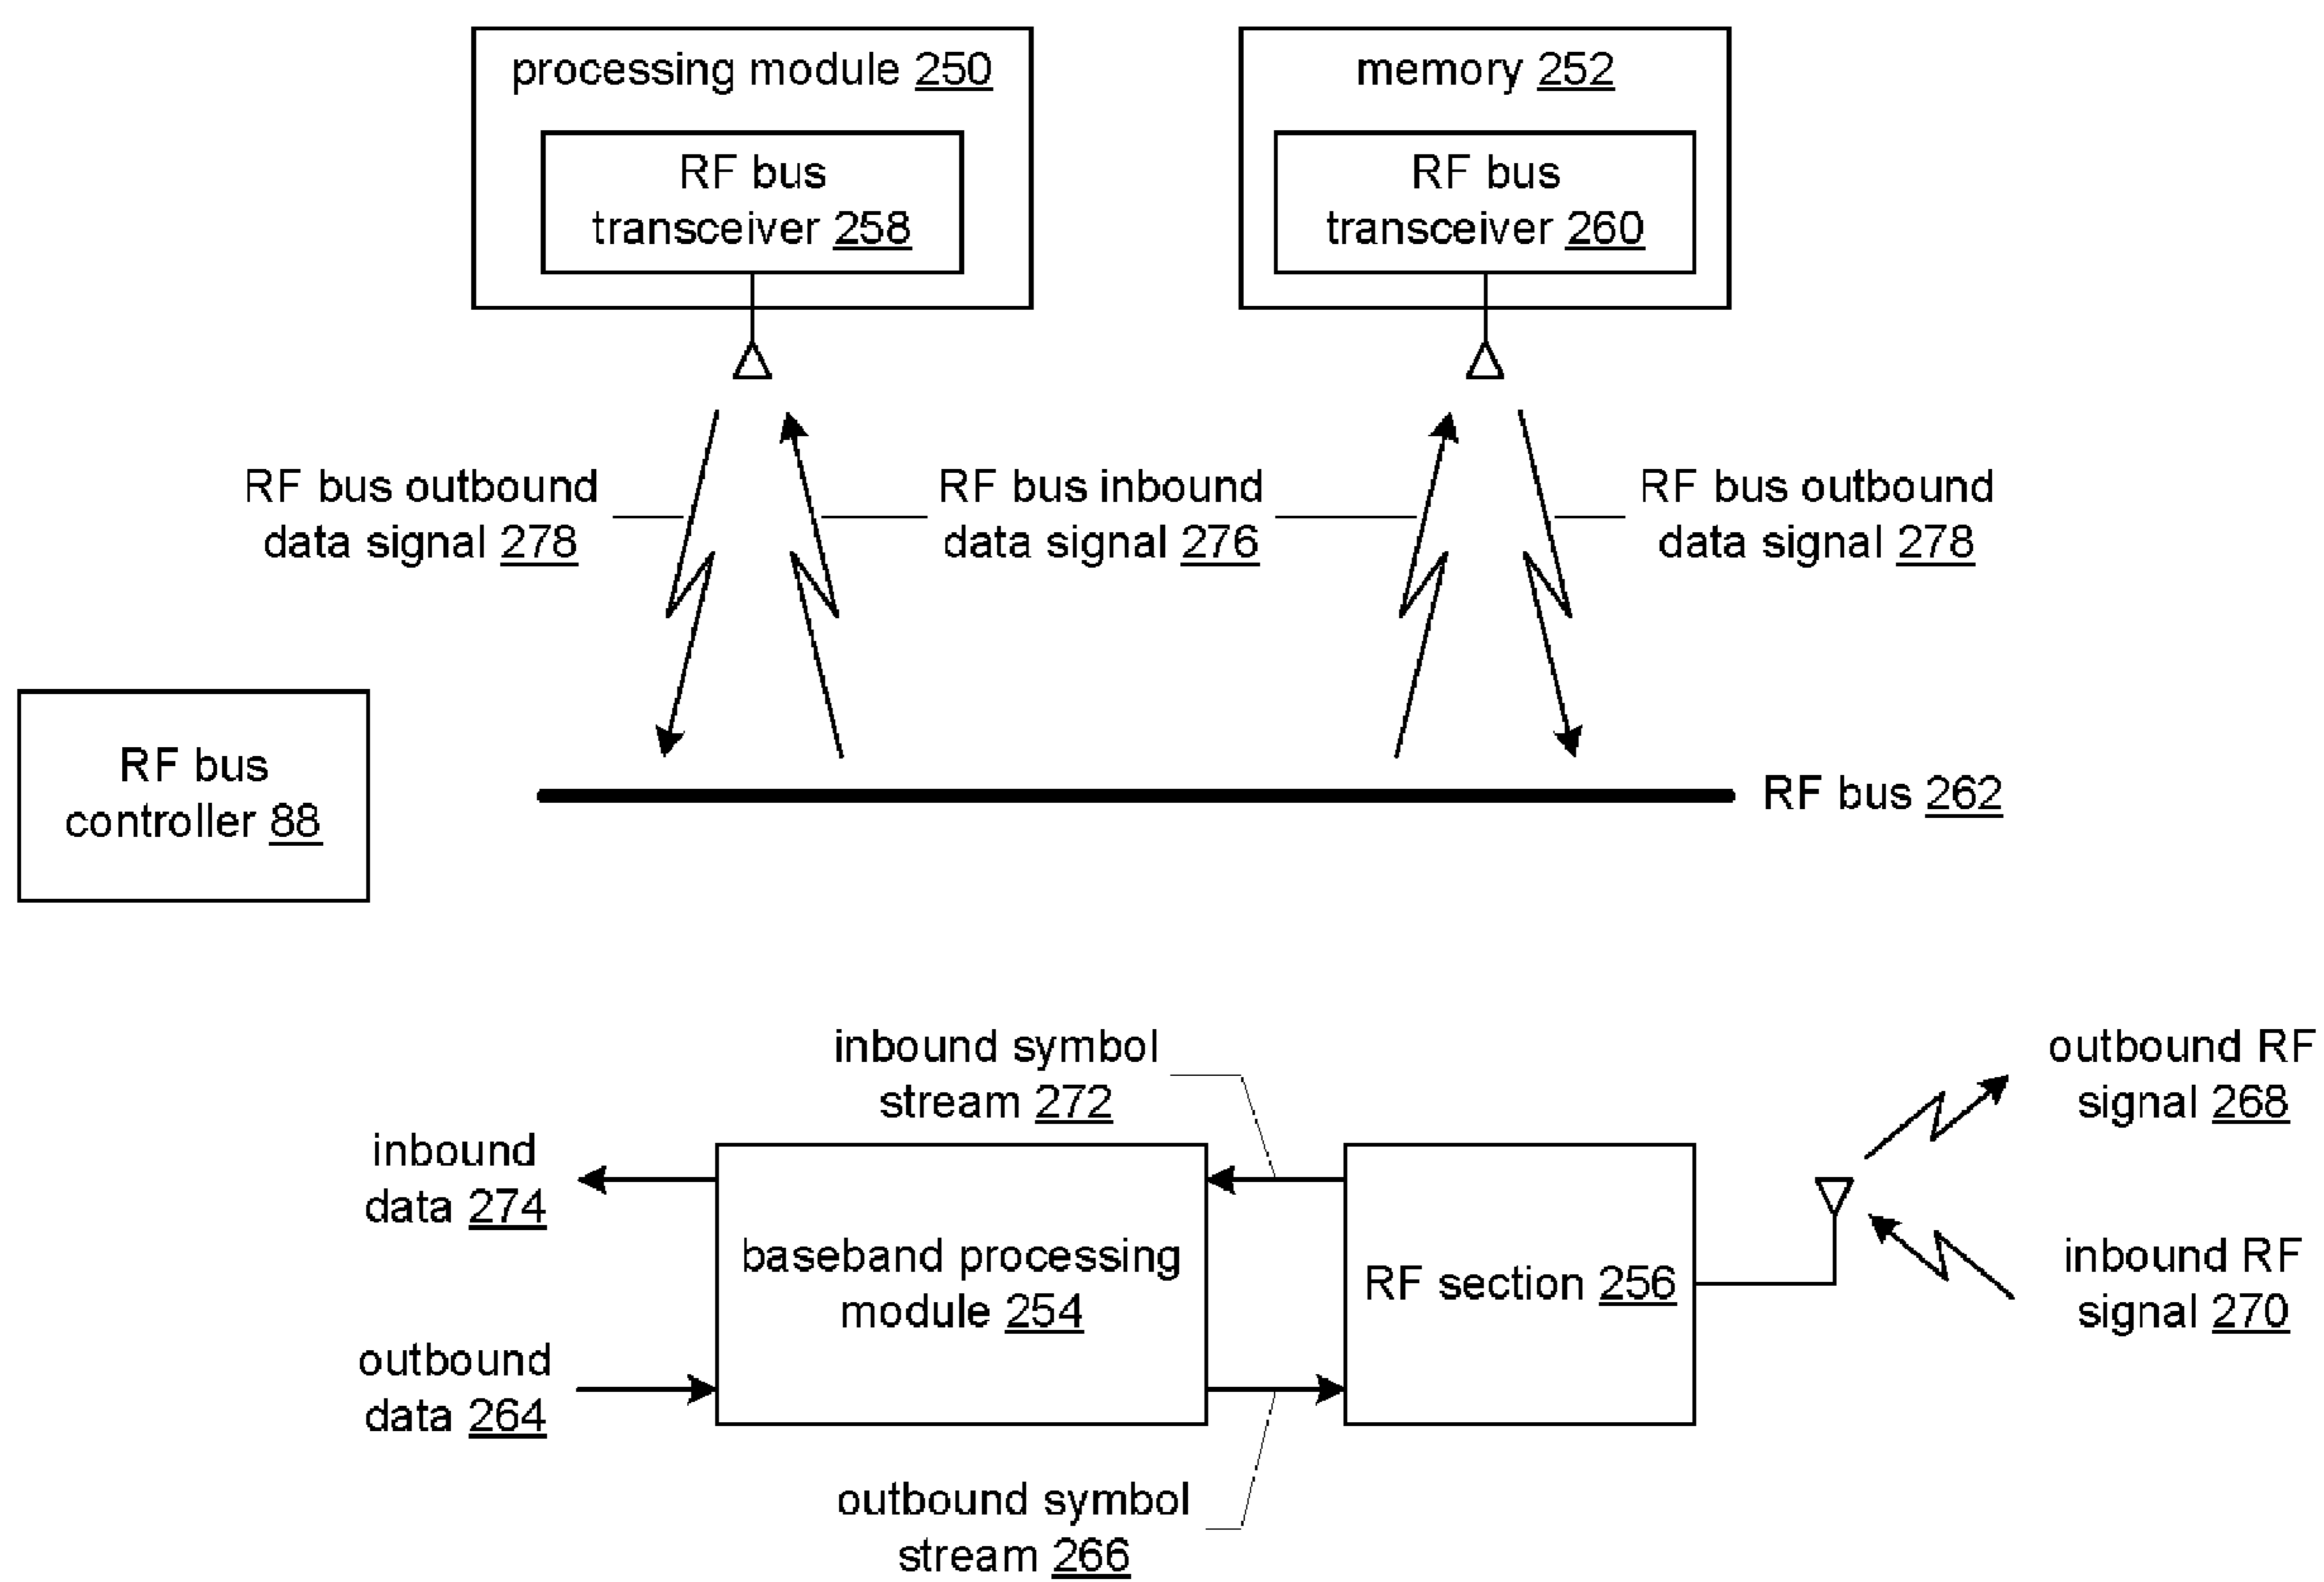 processing module 250
RF bus
transceiver 258
memory 252
RF bus
transceiver 260
RF bus outbound
data signal 278
RF bus inbound
data signal 276
RF bus outbound
data signal 278
RF bus
controller 88
RF bus 262
inbound symbol
stream 272
outbound RF
signal 268
inbound
data 274
baseband processing
module 254
RF section 256
inbound RF
signal 270
outbound
data 264
outbound symbol
stream 266